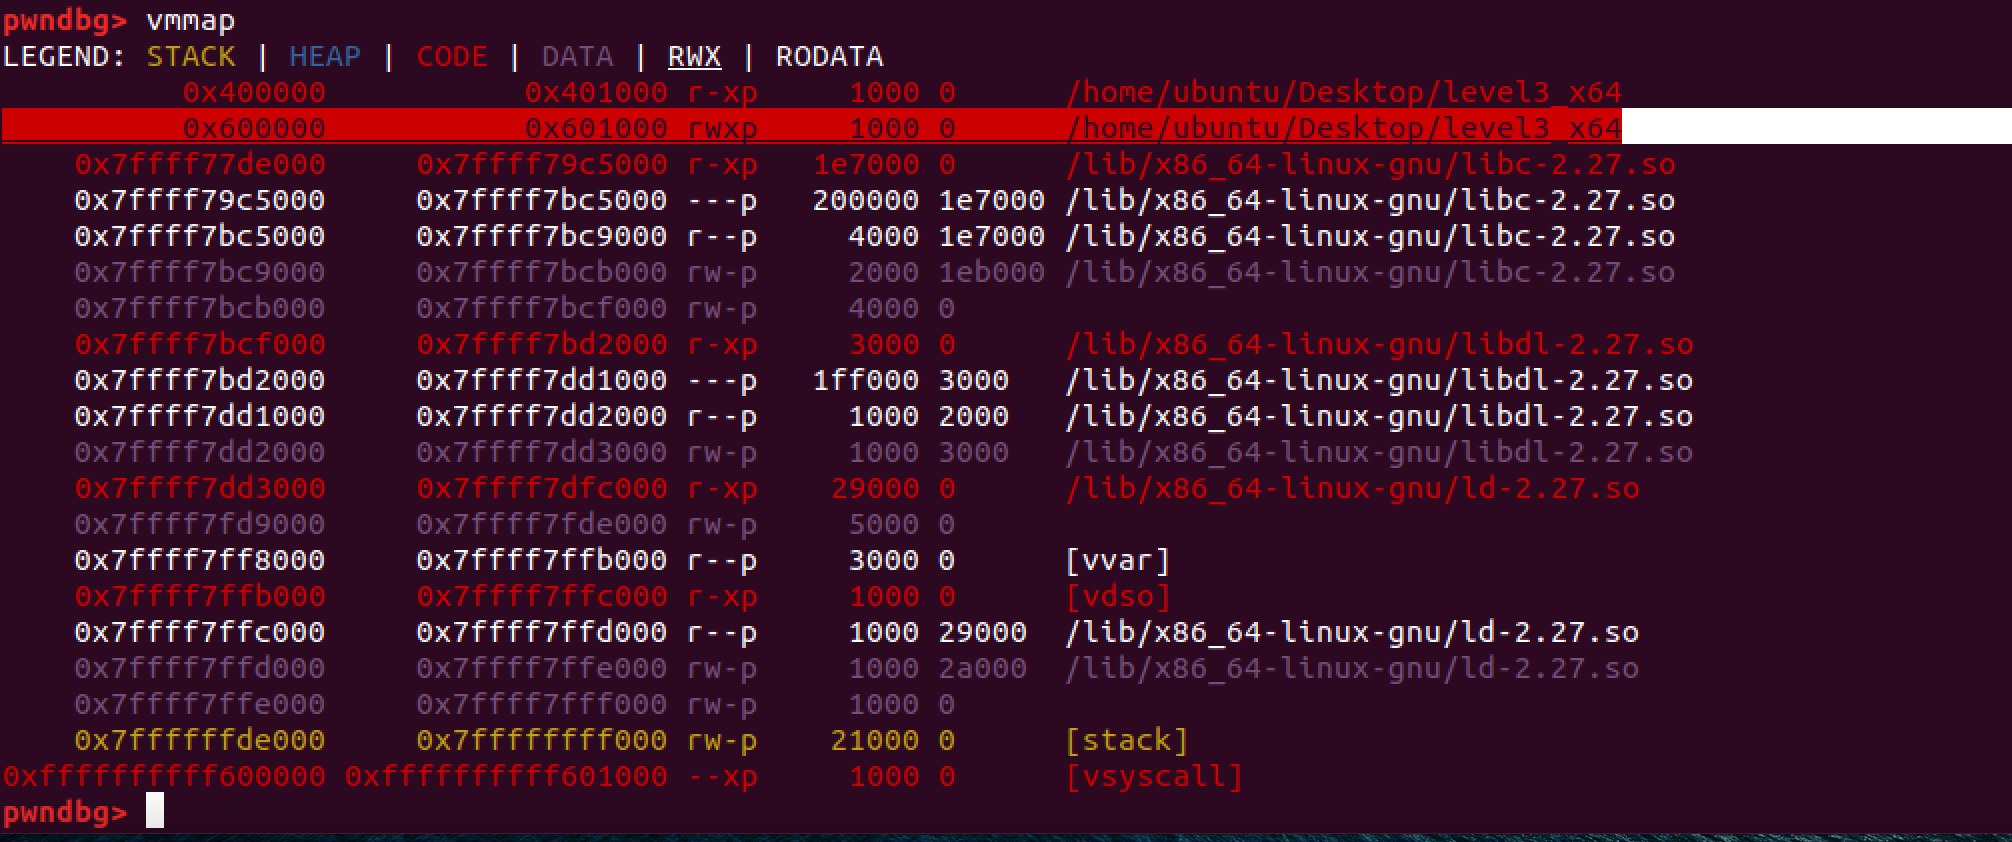 pwndbg> vmmap
LEGEND: STACK | HEAP | CODE | DATA | RWX | RODATA
0x400000 0x401000 r-xp 1000 0 /home/ubuntu/Desktop/level3_x64
0x600000 0x601000 rwxp 1000 0 /home/ubuntu/Desktop/level3_x64
0x7ffff77de000 0x7ffff79c5000 r-xp 1e7000 0 /lib/x86_64-linux-gnu/libc-2.27.so
0x7ffff79c5000 0x7ffff7bc5000 ---p 200000 1e7000 /lib/x86_64-linux-gnu/libc-2.27.so
0x7ffff7bc5000 0x7ffff7bc9000 r--p 4000 1e7000 /lib/x86_64-linux-gnu/libc-2.27.so
0x7ffff7bc9000 0x7ffff7bcb000 rw-p 2000 1eb000 /lib/x86_64-linux-gnu/libc-2.27.so
0x7ffff7bcb000 0x7ffff7bcf000 rw-p 4000 0
0x7ffff7bcf000 0x7ffff7bd2000 r-xp 3000 0 /lib/x86_64-linux-gnu/libdl-2.27.so
0x7ffff7bd2000 0x7ffff7dd1000 ---p 1ff000 3000 /lib/x86_64-linux-gnu/libdl-2.27.so
0x7ffff7dd1000 0x7ffff7dd2000 r--p 1000 2000 /lib/x86_64-linux-gnu/libdl-2.27.so
0x7ffff7dd2000 0x7ffff7dd3000 rw-p 1000 3000 /lib/x86_64-linux-gnu/libdl-2.27.so
0x7ffff7dd3000 0x7ffff7dfc000 r-xp 29000 0 /lib/x86_64-linux-gnu/ld-2.27.so
0x7ffff7fd9000 0x7ffff7fde000 rw-p 5000 0
0x7ffff7ff8000 0x7ffff7ffb000 r--p 3000 0 [vvar]
0x7ffff7ffb000 0x7ffff7ffc000 r-xp 1000 0 [vdso]
0x7ffff7ffc000 0x7ffff7ffd000 r--p 1000 29000 /lib/x86_64-linux-gnu/ld-2.27.so
0x7ffff7ffd000 0x7ffff7ffe000 rw-p 1000 2a000 /lib/x86_64-linux-gnu/ld-2.27.so
0x7ffff7ffe000 0x7ffff7fff000 rw-p 1000 0
0x7ffffffde000 0x7ffffffff000 rw-p 21000 0 [stack]
0xffffffffff600000 0xffffffffff601000 --xp 1000 0 [vsyscall]
pwndbg>